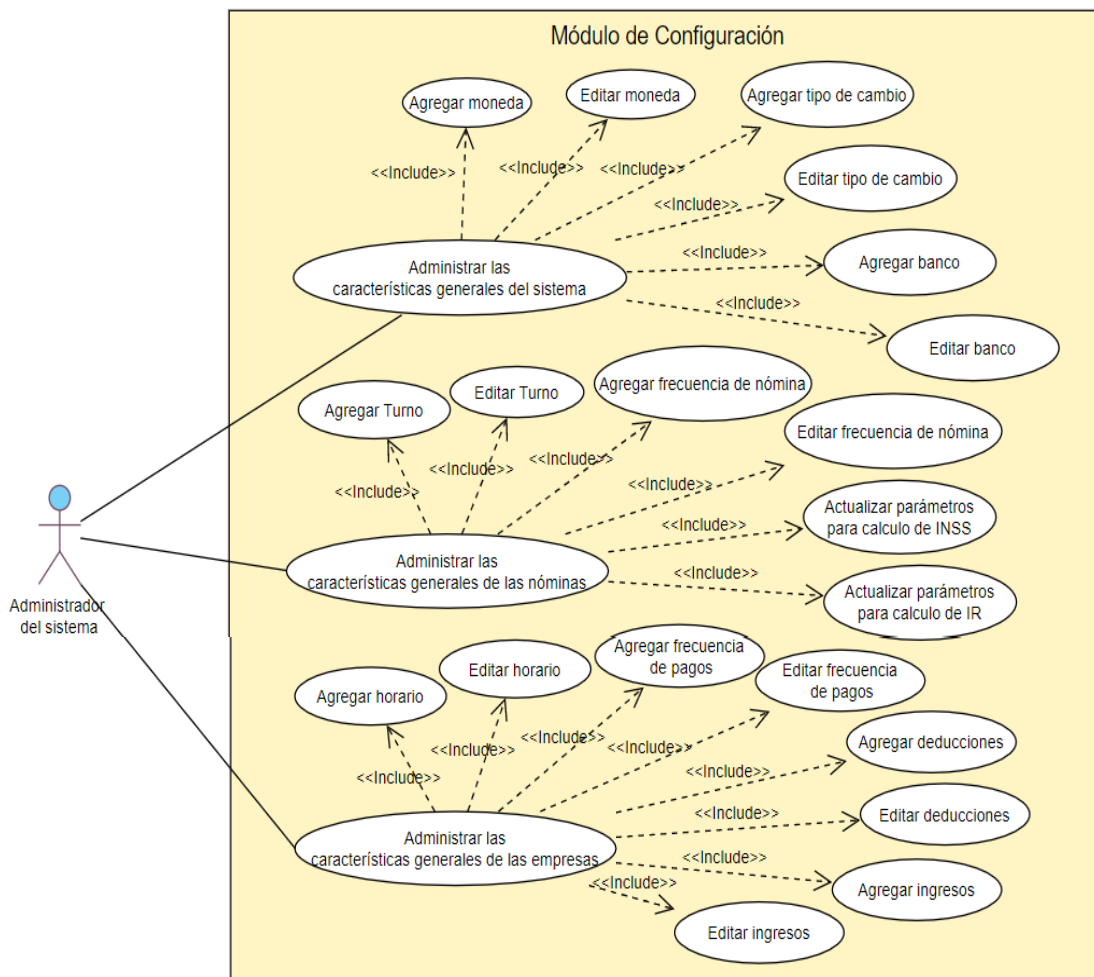 Módulo de Configuración
Agregar moneda
Editar moneda
Agregar tipo de cambio
<<Include>>
<<Include>>
<<Include>>
Editar tipo de cambio
<<Include>>
Administrar las
características generales del sistema
<<Include>>
Agregar banco
<<Include>>
Editar banco
Agregar Turno
Editar Turno
Agregar frecuencia de nómina
Editar frecuencia de nómina
<<Include>>
<<Include>>
<<Include>>
<<Include>>
Actualizar parámetros
para calculo de INSS
<<Include>>
Administrar las
características generales de las nóminas
<<Include>>
Actualizar parámetros
para calculo de IR
Administrador
del sistema
Agregar horario
Editar horario
Agregar frecuencia
de pagos
Editar frecuencia
de pagos
<<Include>>
<<Include>>
<<Include>>
<<Include>>
Agregar deducciones
<<Include>>
Administrar las
características generales de las empresas
<<Include>>
Editar deducciones
<<Include>>
Agregar ingresos
<<Include>>
Editar ingresos